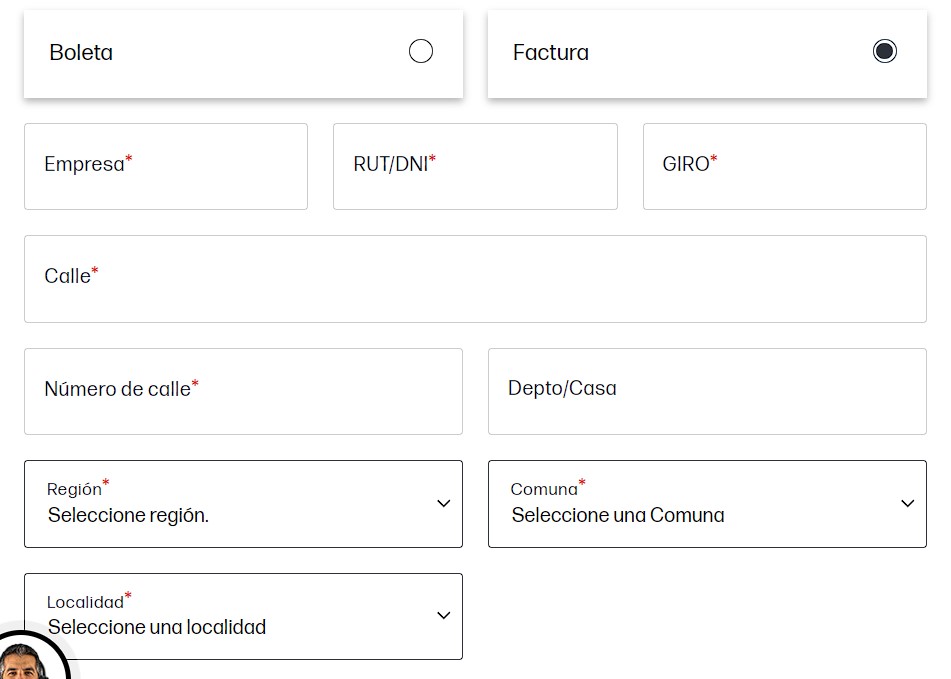 Boleta
Factura
Empresa*
RUT/DNI*
GIRO*
Calle*
Número de calle*
Depto/Casa
Región*
Seleccione región.
Comuna*
Seleccione una Comuna
Localidad*
Seleccione una localidad